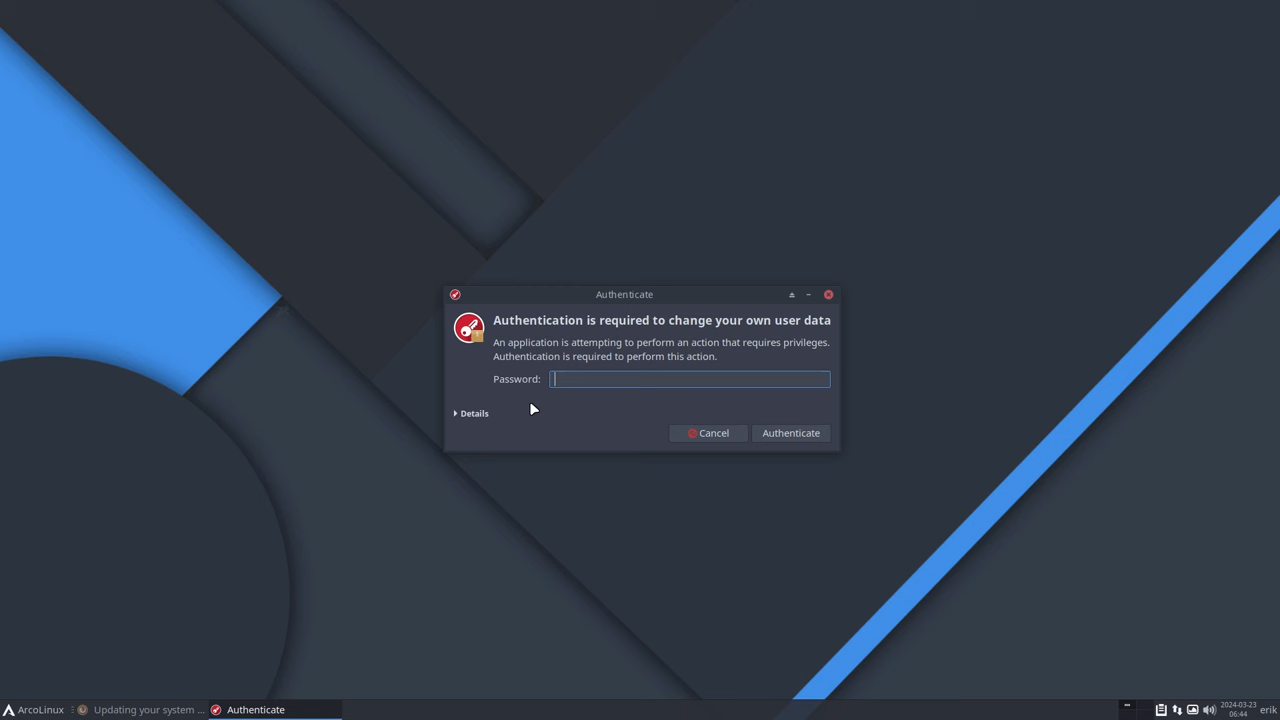 Authenticate
Authentication is required to change your own user data
An application is attempting to perform an action that requires privileges.
Authentication is required to perform this action.
Password:
Details
Cancel
Authenticate
ArcoLinux
Updating your system ...
Authenticate
2024-03-23
06:44
erik